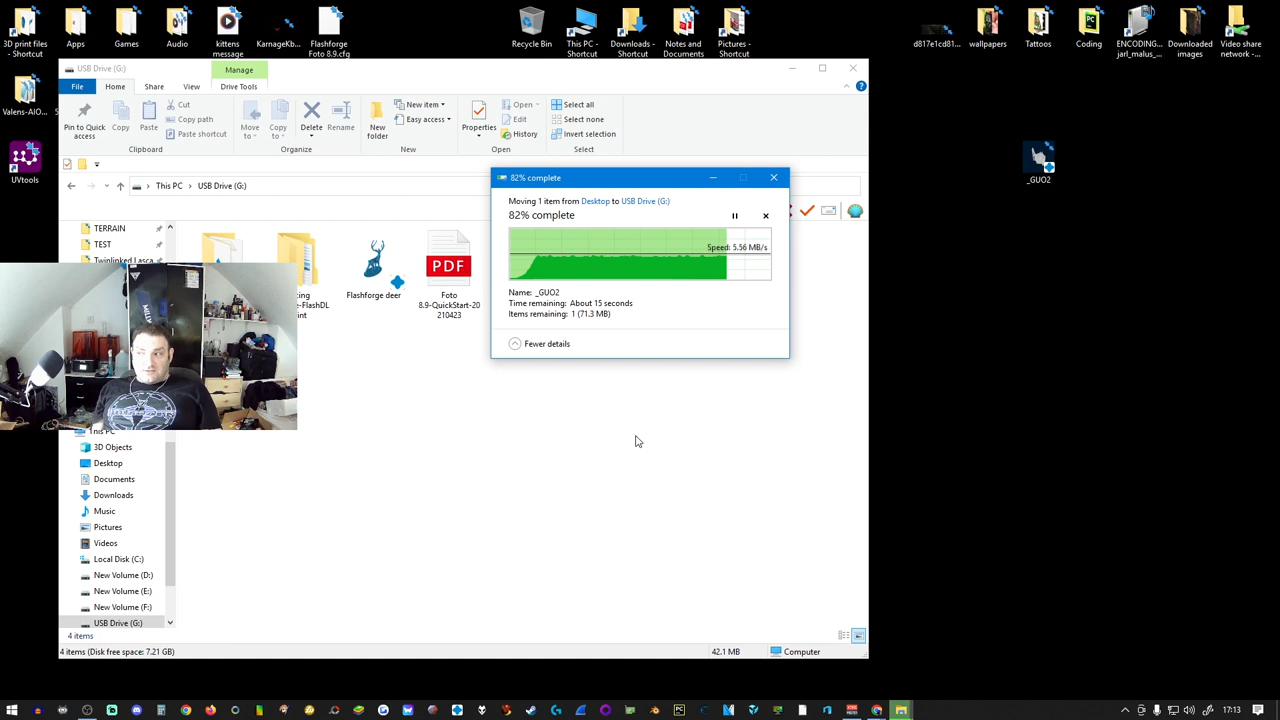 3D print files - Shortcut
Apps
Games
Audio
kittens message
KarnageKb...
Flashforge Foto 8.9.cfg
Recycle Bin
This PC - Shortcut
Downloads - Shortcut
Notes and Documents
Pictures - Shortcut
d817e1cd81...
wallpapers
Tattoos
Coding
ENCODING... jarl_malus_...
Downloaded images
Video share network -...
Valens-AIO...
UVtools
_GUO2
USB Drive (G:)
Manage
File
Home
Share
View
Drive Tools
Pin to Quick access
Copy
Paste
Cut
Copy path
Paste shortcut
Clipboard
Move to
Copy to
Delete
Rename
Organize
New folder
New item
Easy access
New
Properties
Open
Edit
History
Open
Select all
Select none
Invert selection
Select
This PC
USB Drive (G:)
TERRAIN
TEST
Twinlinked Lasca
Flashforge deer
PDF
Foto
8.9-QuickStart-20
210423
82% complete
Moving 1 item from Desktop to USB Drive (G:)
82% complete
Speed: 5.56 MB/s
Name: _GUO2
Time remaining: About 15 seconds
Items remaining: 1 (71.3 MB)
Fewer details
This PC
3D Objects
Desktop
Documents
Downloads
Music
Pictures
Videos
Local Disk (C:)
New Volume (D:)
New Volume (E:)
New Volume (F:)
USB Drive (G:)
4 items
4 items (Disk free space: 7.21 GB)
42.1 MB
Computer
17:13